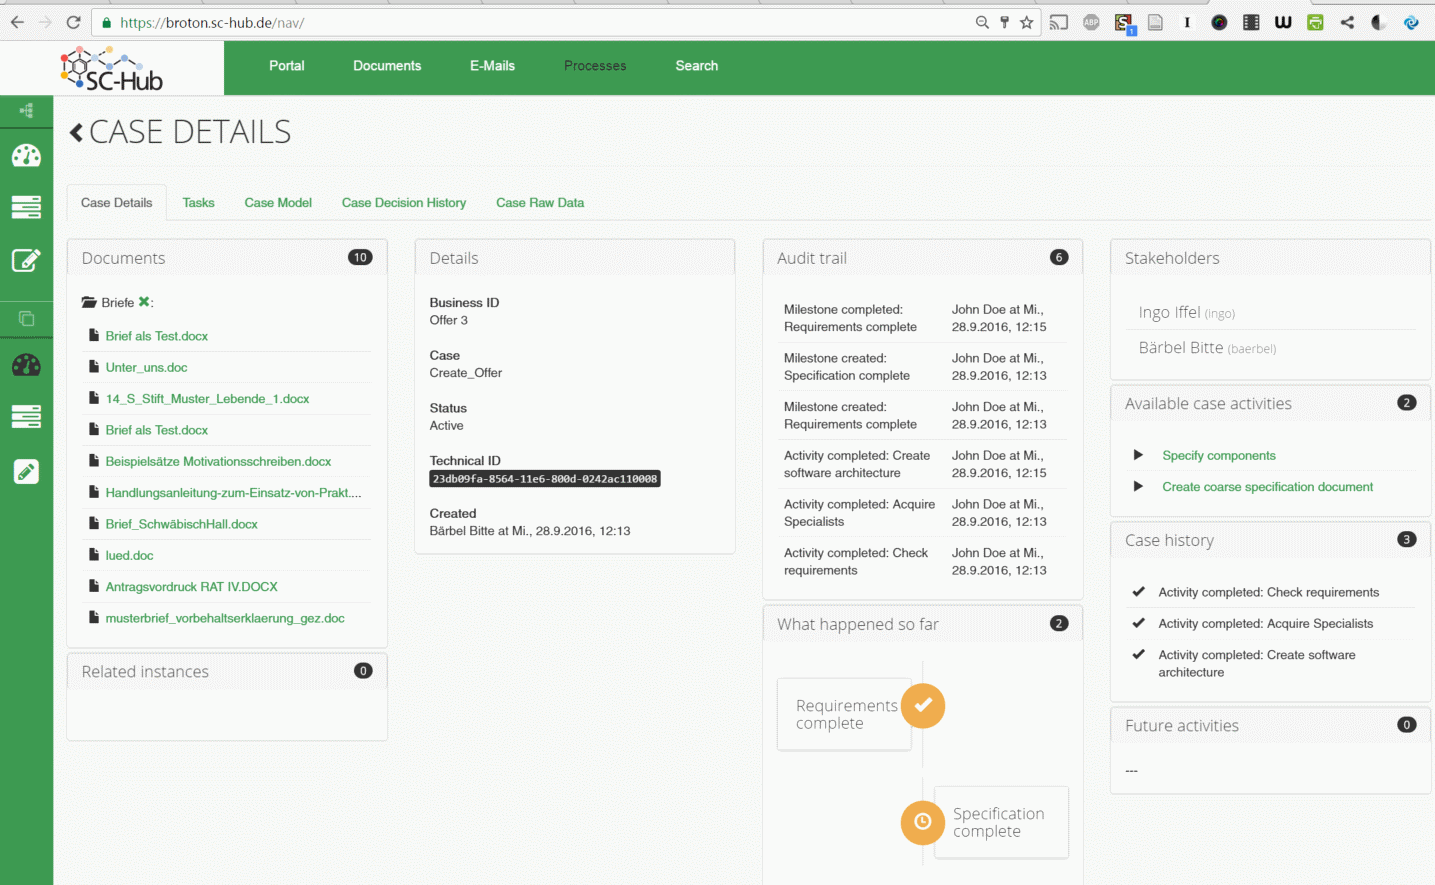 https://broton.sc-hub.de/nav/
ABP
S
1
I
W
SC-Hub
Portal
Documents
E-Mails
Processes
Search
CASE DETAILS
Case Details
Tasks
Case Model
Case Decision History
Case Raw Data
Documents
10
Briefe ✖:
Brief als Test.docx
Unter_uns.doc
14_S_Stift_Muster_Lebende_1.docx
Brief als Test.docx
Beispielsätze Motivationsschreiben.docx
Handlungsanleitung-zum-Einsatz-von-Prakt....
Brief_SchwäbischHall.docx
lued.doc
Antragsvordruck RAT IV.DOCX
musterbrief_vorbehaltserklaerung_gez.doc
Related instances
0
Details
Business ID
Offer 3
Case
Create_Offer
Status
Active
Technical ID
23db09fa-8564-11e6-800d-0242ac110008
Created
Bärbel Bitte at Mi., 28.9.2016, 12:13
Audit trail
6
Milestone completed:
Requirements complete
John Doe at Mi.,
28.9.2016, 12:15
Milestone created:
Specification complete
John Doe at Mi.,
28.9.2016, 12:13
Milestone created:
Requirements complete
John Doe at Mi.,
28.9.2016, 12:13
Activity completed: Create
software architecture
John Doe at Mi.,
28.9.2016, 12:15
Activity completed: Acquire
Specialists
John Doe at Mi.,
28.9.2016, 12:13
Activity completed: Check
requirements
John Doe at Mi.,
28.9.2016, 12:13
What happened so far
2
Requirements
complete
Specification
complete
Stakeholders
Ingo Iffel (ingo)
Bärbel Bitte (baerbel)
Available case activities
2
Specify components
Create coarse specification document
Case history
3
Activity completed: Check requirements
Activity completed: Acquire Specialists
Activity completed: Create software
architecture
Future activities
0
---